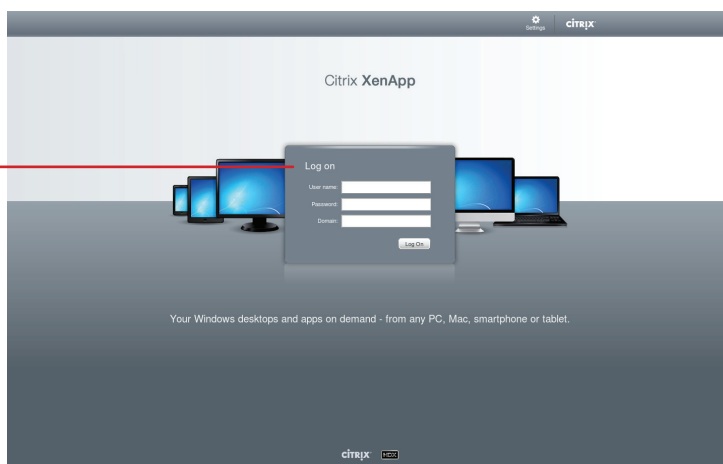 Settings
CITRIX
Citrix XenApp
Log on
User name:
Password:
Domain:
Log On
Your Windows desktops and apps on demand - from any PC, Mac, smartphone or tablet.
CITRIX HDX